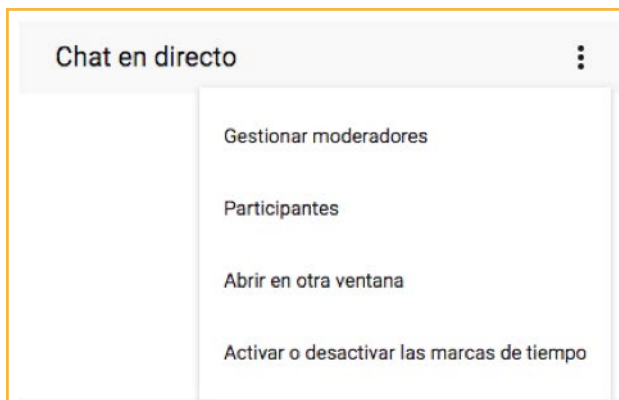 Chat en directo
Gestionar moderadores
Participantes
Abrir en otra ventana
Activar o desactivar las marcas de tiempo